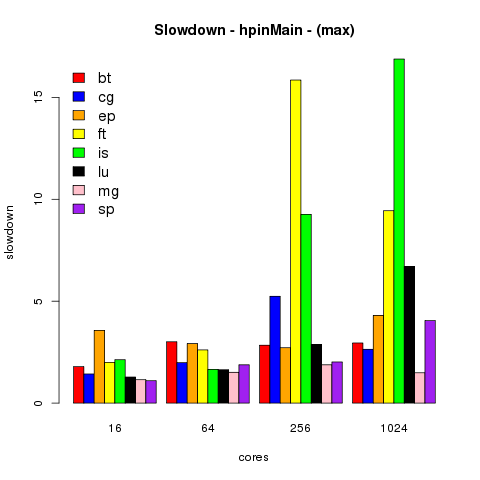 Slowdown - hpinMain - (max)
bt
cg
ep
ft
is
lu
mg
sp
slowdown
15
10
5
0
16 64 256 1024
cores